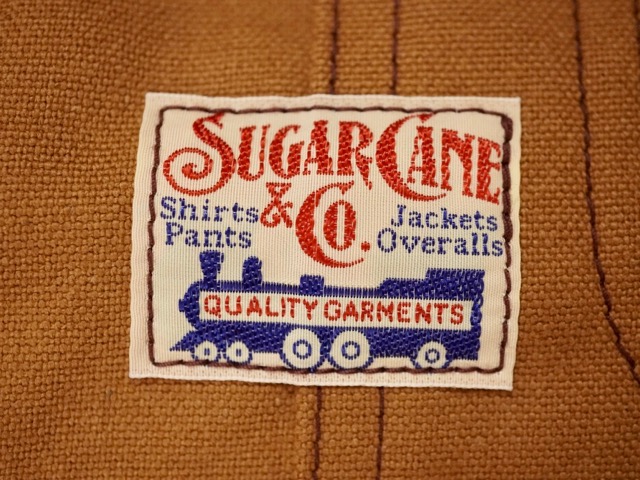 SUGAR CANE
& Co.
Shirts
Pants
Jackets
Overalls
QUALITY GARMENTS